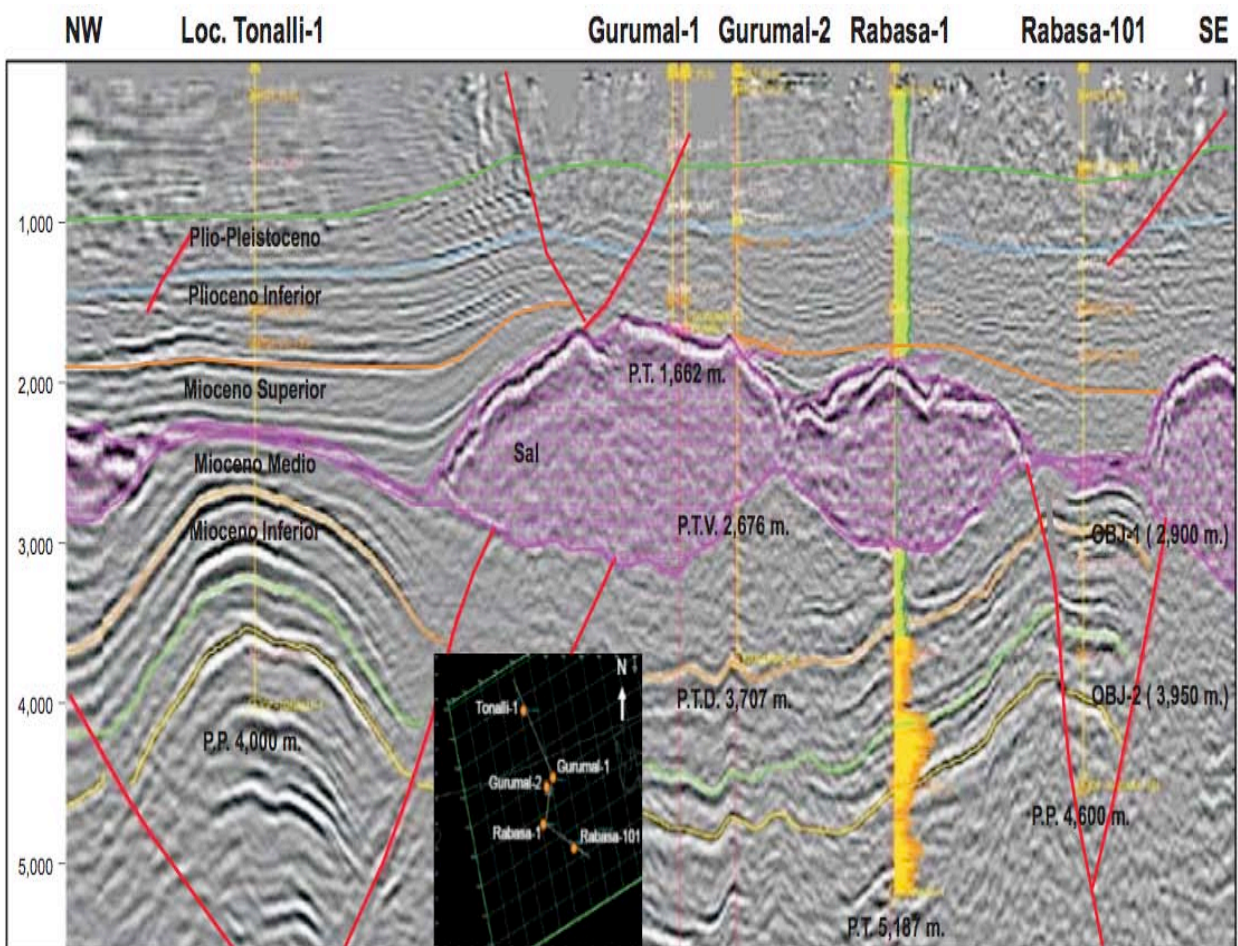 NW Loc. Tonalli-1 Gurumal-1 Gurumal-2 Rabasa-1 Rabasa-101 SE
1,000
Plio-Pleistoceno
Plioceno Inferior
2,000
P.T. 1,662 m.
Mioceno Superior
Sal
Mioceno Medio
P.T.V. 2,676 m.
Mioceno Inferior
3,000
OBJ-1 ( 2,900 m.)
N
4,000
P.T.D. 3,707 m.
OBJ-2 ( 3,950 m.)
Tonalli-1
P.P. 4,000 m.
Gurumal-1
Gurumal-2
Rabasa-1
Rabasa-101
P.P. 4,600 m.
5,000
P.T. 5,187 m.